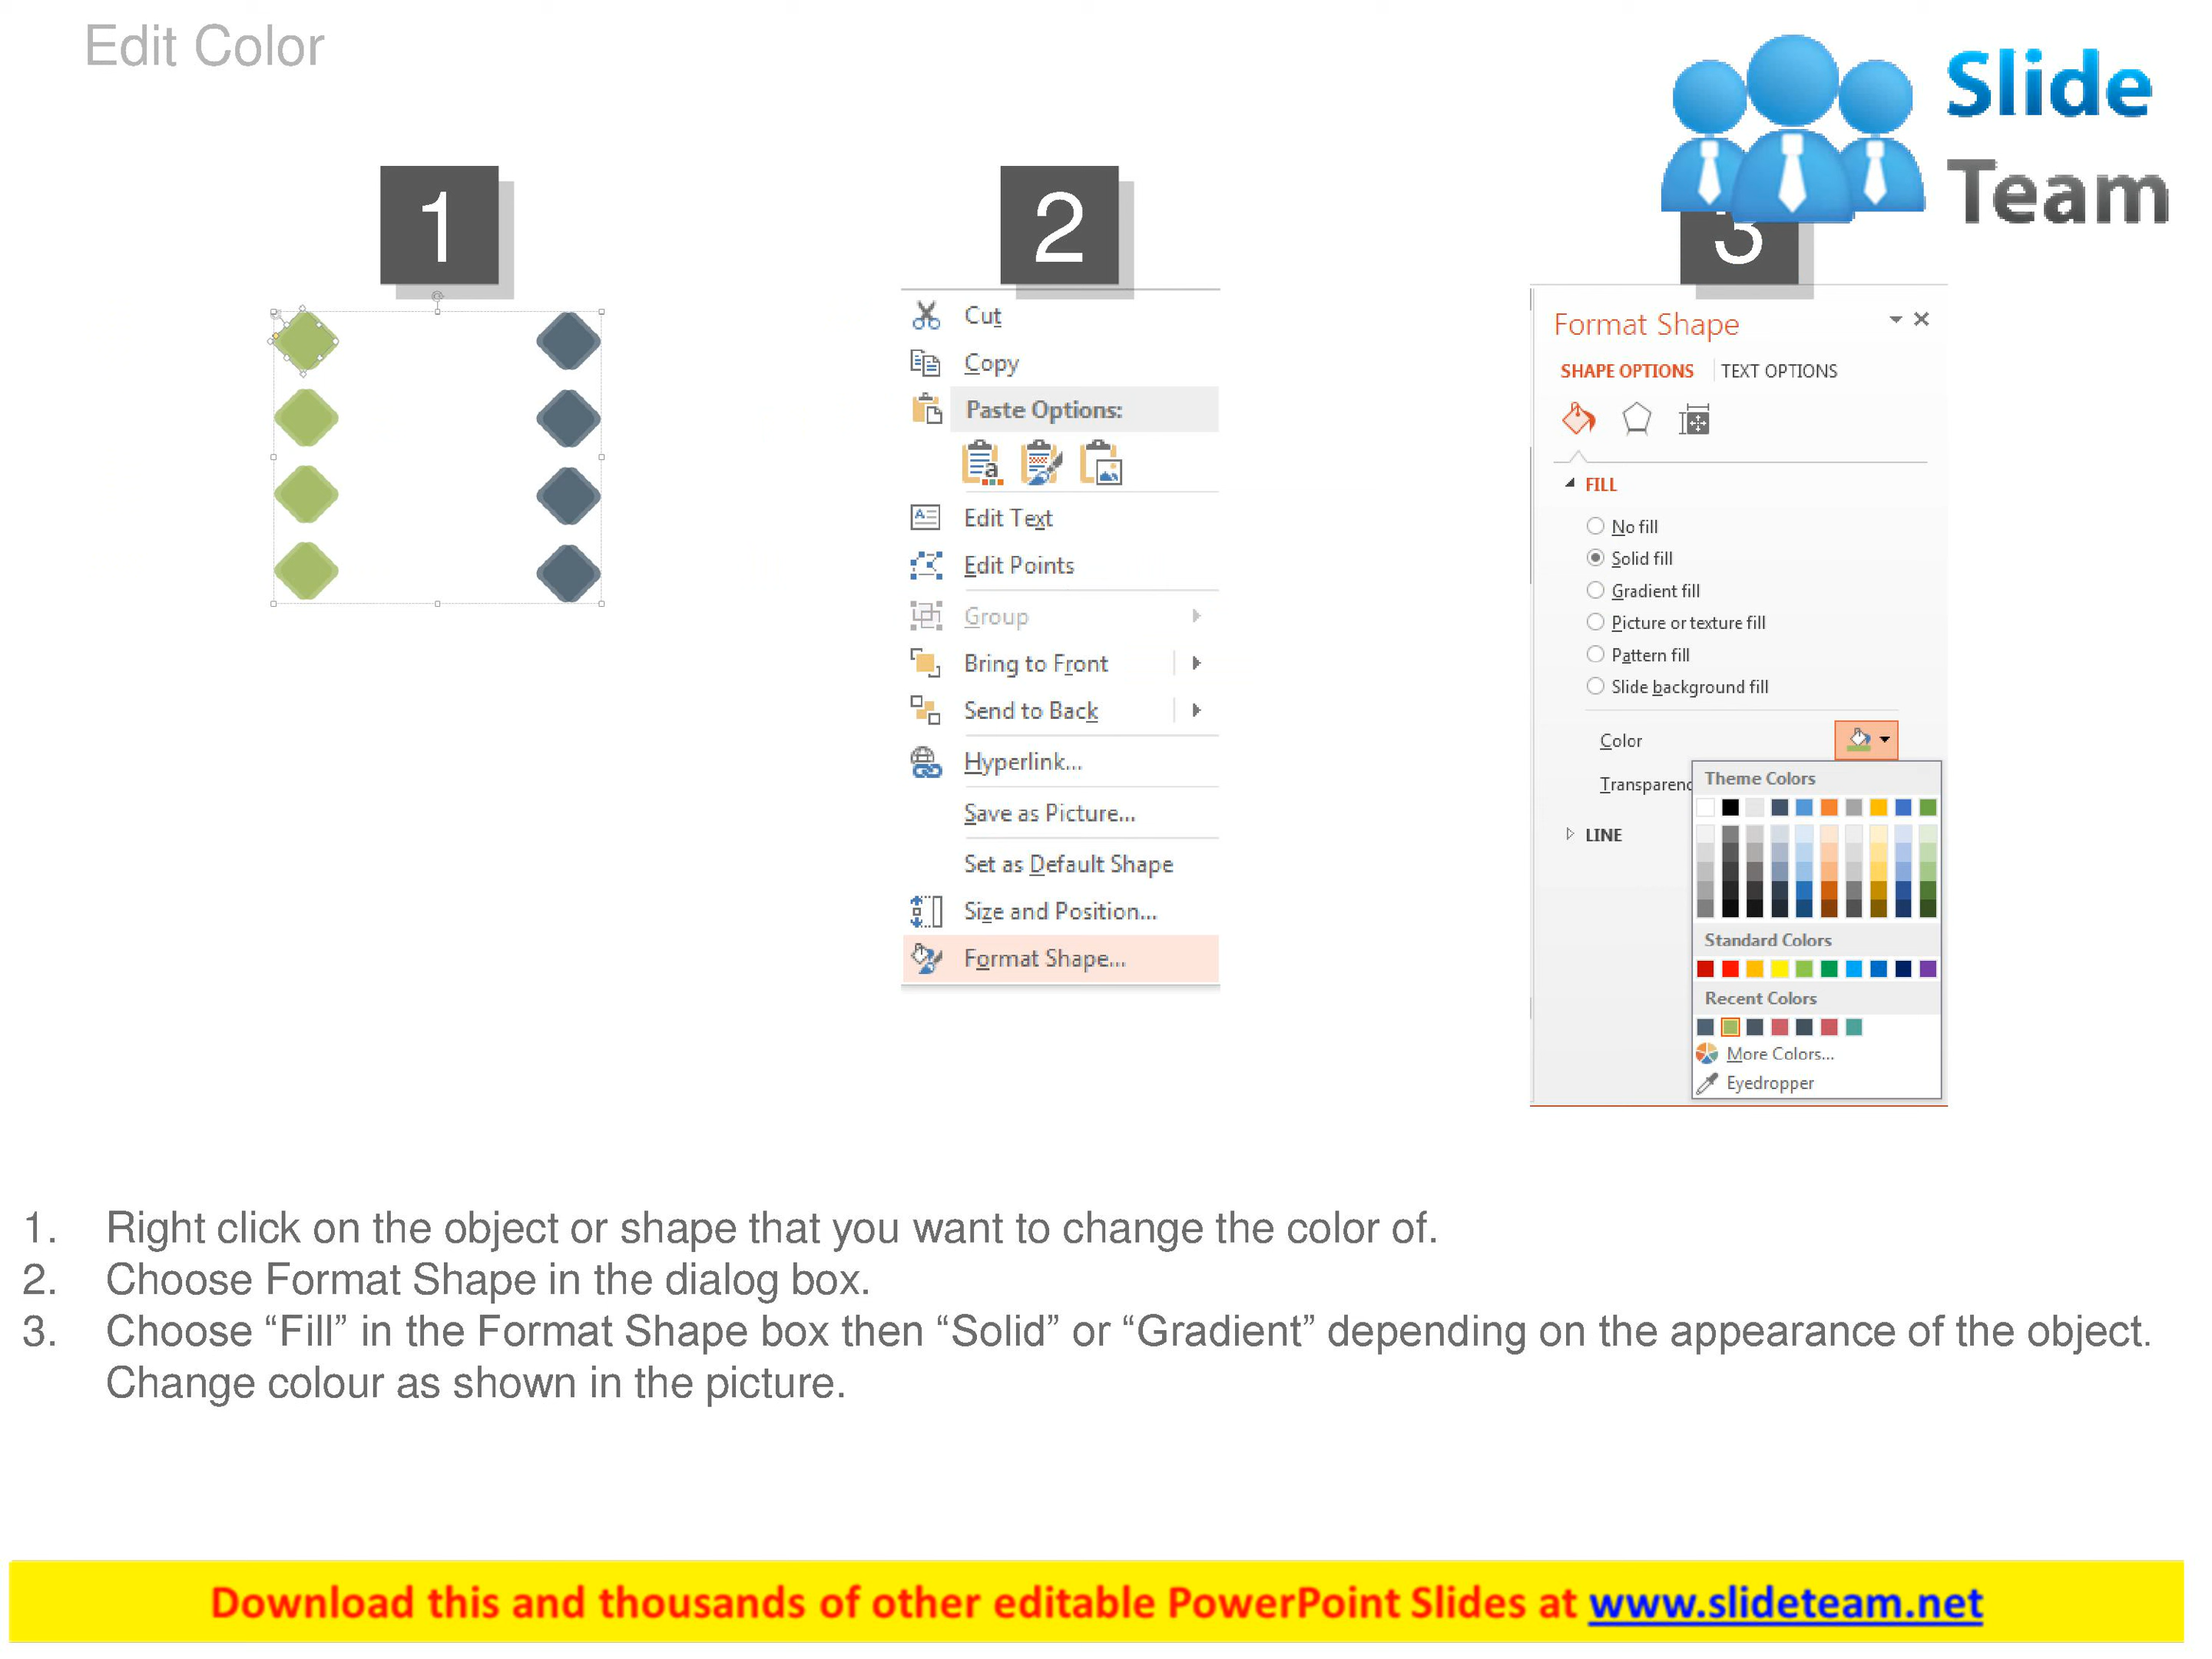 Edit Color
Slide
Team
1
2
3
Cut
Copy
Paste Options:
Edit Text
Edit Points
Group
Bring to Front
Send to Back
Hyperlink...
Save as Picture...
Set as Default Shape
Size and Position...
Format Shape...
Format Shape
SHAPE OPTIONS TEXT OPTIONS
FILL
No fill
Solid fill
Gradient fill
Picture or texture fill
Pattern fill
Slide background fill
Color
Transparenc
Theme Colors
LINE
Standard Colors
Recent Colors
More Colors...
Eyedropper
1. Right click on the object or shape that you want to change the color of.
2. Choose Format Shape in the dialog box.
3. Choose “Fill” in the Format Shape box then “Solid” or “Gradient” depending on the appearance of the object.
Change colour as shown in the picture.
Download this and thousands of other editable PowerPoint Slides at www.slideteam.net